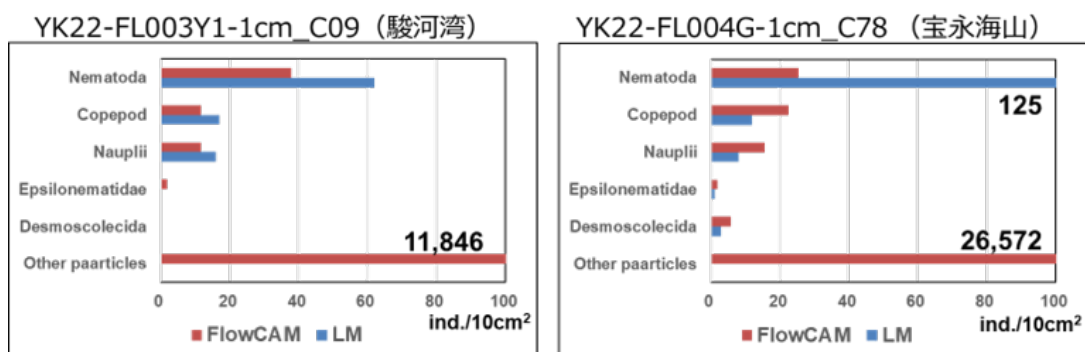 YK22-FL003Y1-1cm_C09（駿河湾）
Nematoda
Copepod
Nauplii
Epsilonematidae
Desmoscolecida
Other paarticles
11,846
0 20 40 60 80 100
ind./10cm²
FlowCAM LM
YK22-FL004G-1cm_C78 （宝永海山）
Nematoda
125
Copepod
Nauplii
Epsilonematidae
Desmoscolecida
26,572
Other paarticles
0 20 40 60 80 100
ind./10cm²
FlowCAM LM